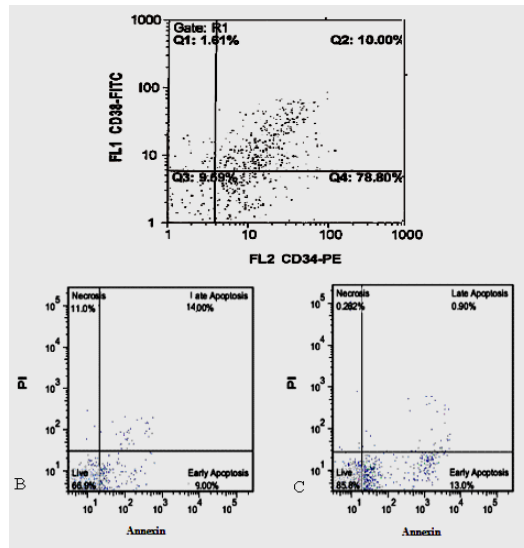 1000
Gate: R1
Q1: 1.61%
Q2: 10.00%
100
FL1 CD38-FITC
10
Q3: 9.59%
Q4: 78.80%
1
1
10
100
1000
FL2 CD34-PE
Necrosis
11.0%
Late Apoptosis
14.00%
10^5
10^4
PI
10^3
10^2
10^1
Live
66.9%
Early Apoptosis
9.00%
B
10^1
10^2
10^3
10^4
10^5
Annexin
Necrosis
0.282%
Late Apoptosis
0.90%
10^5
10^4
PI
10^3
10^2
10^1
Live
85.8%
Early Apoptosis
13.0%
C
10^1
10^2
10^3
10^4
10^5
Annexin